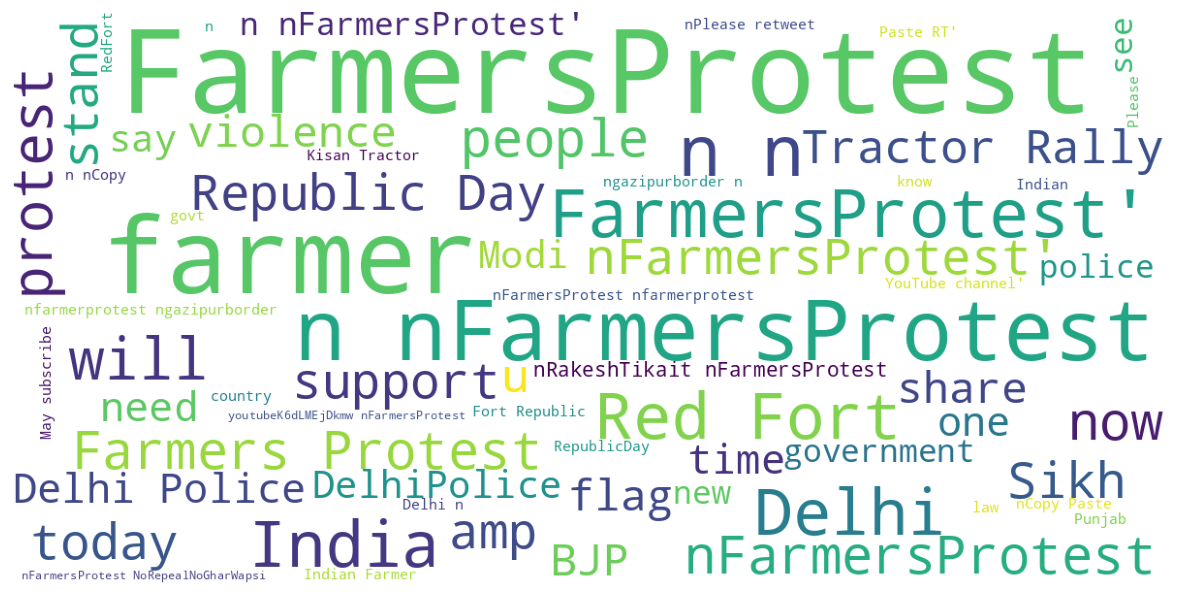 n n nFarmersProtest' nPlease retweet Paste RT'
FarmersProtest
RedFort
stand
see
Please
protest
say violence people n n Tractor Rally
Kisan Tractor
n nCopy
Republic Day
ngazipurborder n know Indian
govt
FarmersProtest'
farmer
Modi nFarmersProtest' police
YouTube channel'
nFarmersProtest nfarmerprotest
nfarmerprotest ngazipurborder
n nFarmersProtest
May subscribe
will
support u nRakeshTikait nFarmersProtest
share
need country
youtubeK6dLMEjDkmw nFarmersProtest Fort Republic
Red Fort one now
Farmers Protest RepublicDay time government
Delhi Police DelhiPolice flag new Sikh
Delhi n
Delhi law nCopy Paste
Punjab
today India amp
BJP nFarmersProtest
nFarmersProtest NoRepealNoGharWapsi Indian Farmer